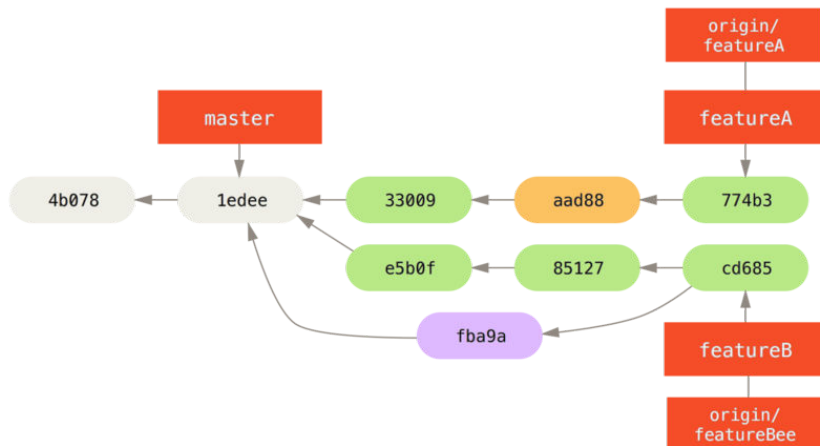 origin/
featureA
master
featureA
4b078
1edee
33009
aad88
774b3
e5b0f
85127
cd685
fba9a
featureB
origin/
featureBee